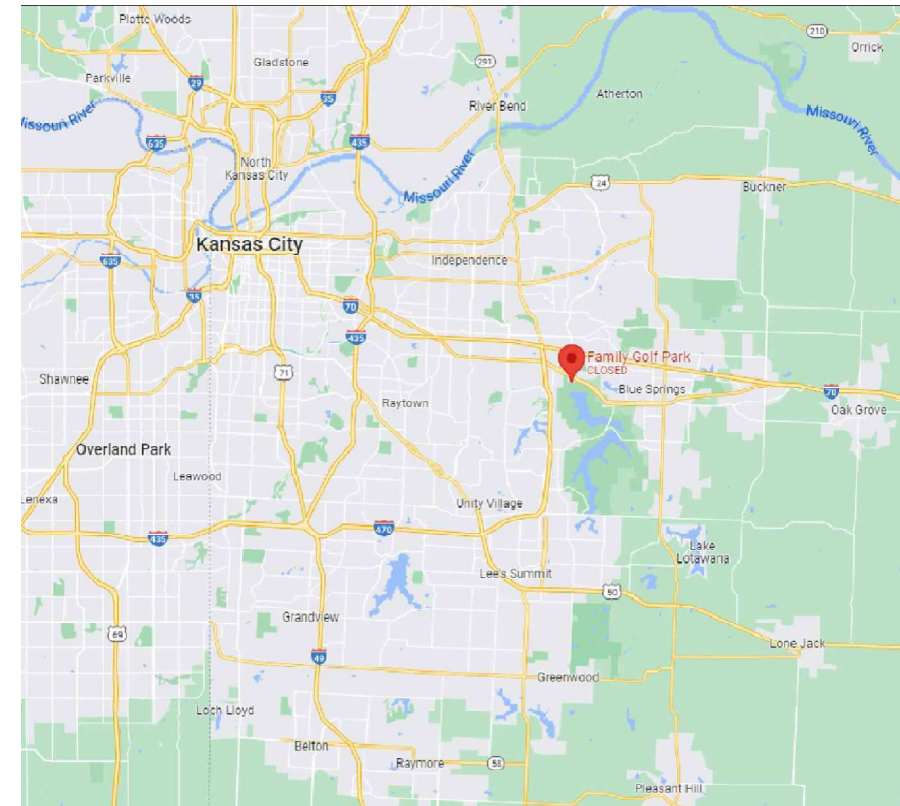 Platte Woods
210
Orrick
Gladstone
291
Parkville
29
35
River Bend
Atherton
Missouri River
Missouri River
635
435
North
Kansas City
Missouri River
24
Buckner
Kansas City
635
Independence
35
70
435
Family Golf Park
CLOSED
71
Shawnee
Blue Springs
70
Raytown
Oak Grove
Overland Park
Leawood
Lenexa
Unity Village
435
470
Lake
Lotawana
Lee's Summit
50
Grandview
69
Lone Jack
49
Greenwood
Loch Lloyd
Belton
Raymore
58
Pleasant Hill